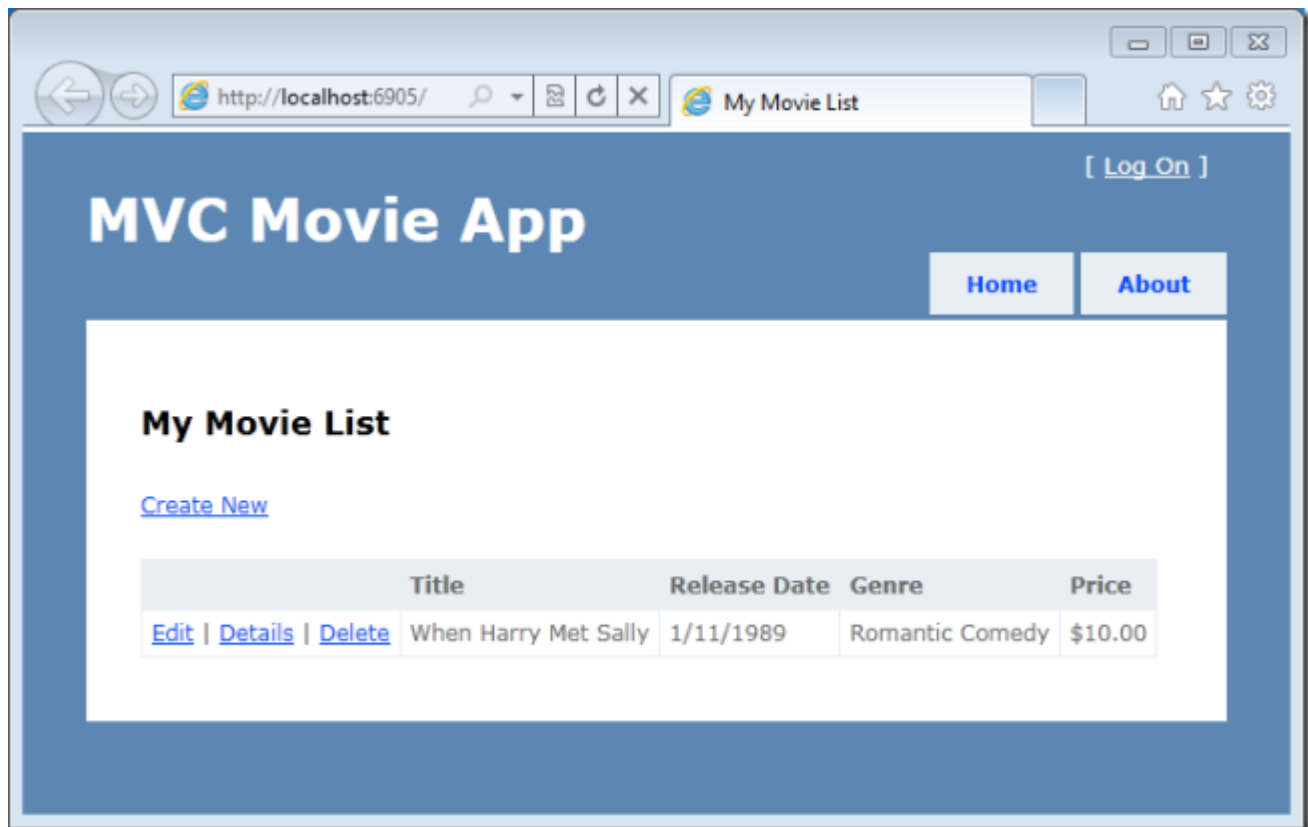 http://localhost:6905/
My Movie List
[ Log On ]
MVC Movie App
Home About
My Movie List
Create New
Title Release Date Genre Price
Edit | Details | Delete When Harry Met Sally 1/11/1989 Romantic Comedy $10.00